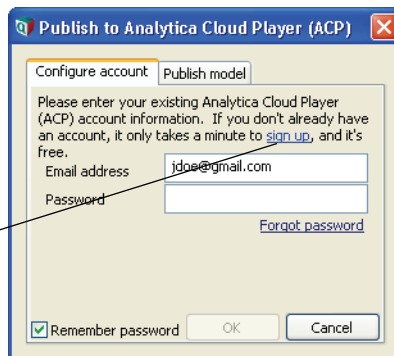 Publish to Analytica Cloud Player (ACP)
Configure account
Publish model
Please enter your existing Analytica Cloud Player
(ACP) account information. If you don't already have
an account, it only takes a minute to sign up, and it's
free.
Email address
jdoe@gmail.com
Password
Forgot password
Remember password
OK
Cancel